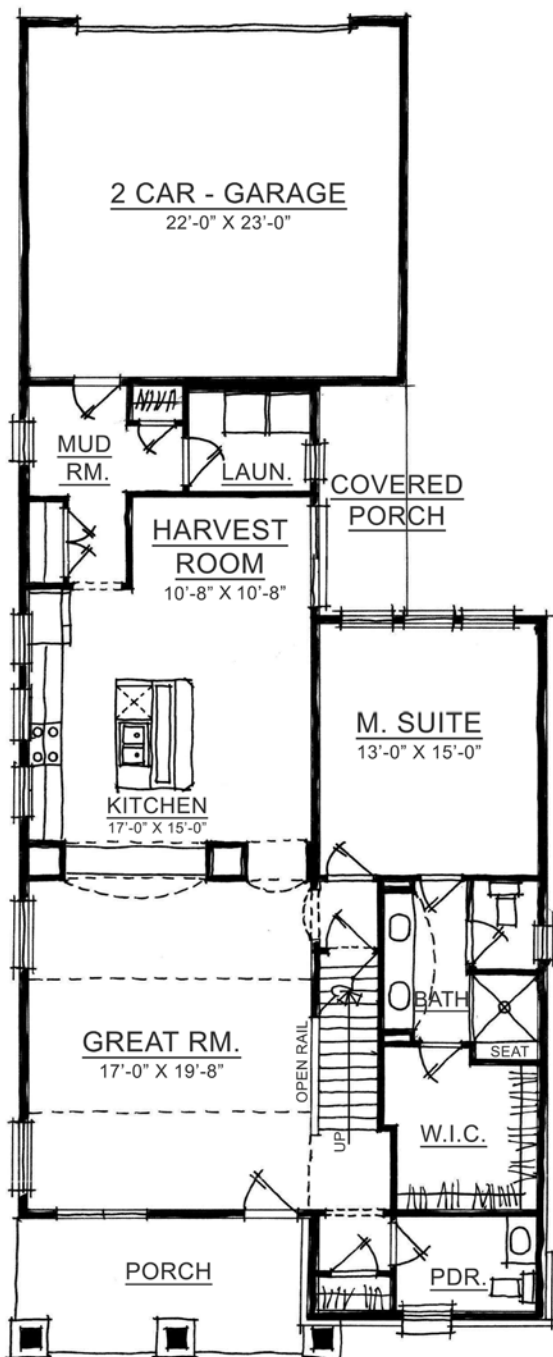 2 CAR - GARAGE
22'-0" X 23'-0"
MUD
RM.
LAUN.
COVERED
PORCH
HARVEST
ROOM
10'-8" X 10'-8"
M. SUITE
13'-0" X 15'-0"
KITCHEN
17'-0" X 15'-0"
BATH
SEAT
GREAT RM.
17'-0" X 19'-8"
OPEN RAIL
UP
W.I.C.
PORCH
PDR.